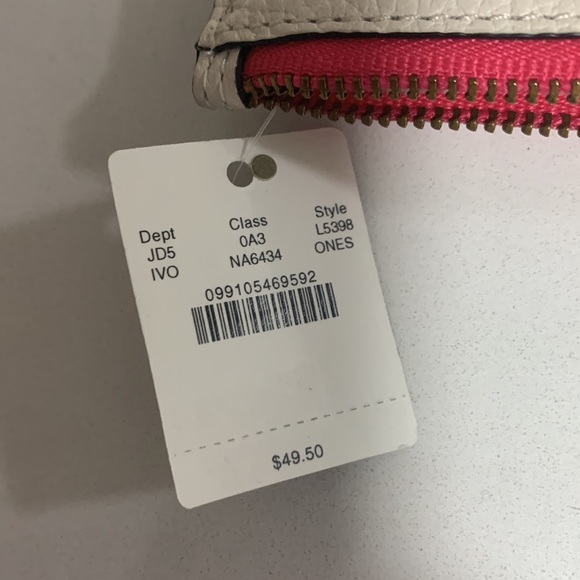 Dept Class Style
JD5 0A3 L5398
IVO NA6434 ONES
099105469592
$49.50